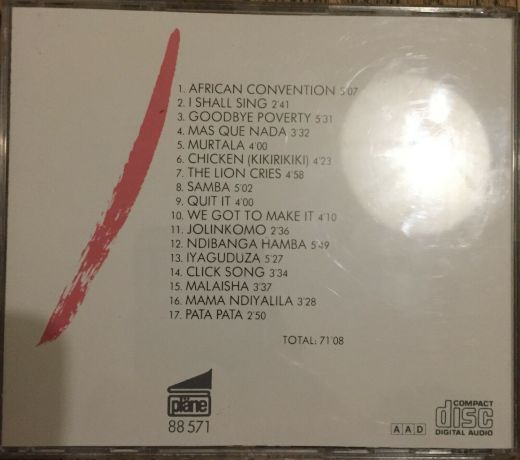 1. AFRICAN CONVENTION 5'07
2. I SHALL SING 2'41
3. GOODBYE POVERTY 5'31
4. MAS QUE NADA 3'32
5. MURTALA 4'00
6. CHICKEN (KIKIRIKIKI) 4'23
7. THE LION CRIES 4'58
8. SAMBA 5'02
9. QUIT IT 4'00
10. WE GOT TO MAKE IT 4'10
11. JOLINKOMO 2'36
12. NDIBANGA HAMBA 5'49
13. IYAGUDUZA 5'27
14. CLICK SONG 3'34
15. MALAISHA 3'37
16. MAMA NDIYALILA 3'28
17. PATA PATA 2'50
TOTAL: 71'08
pläne
88 571
AAD
COMPACT
disc
DIGITAL AUDIO